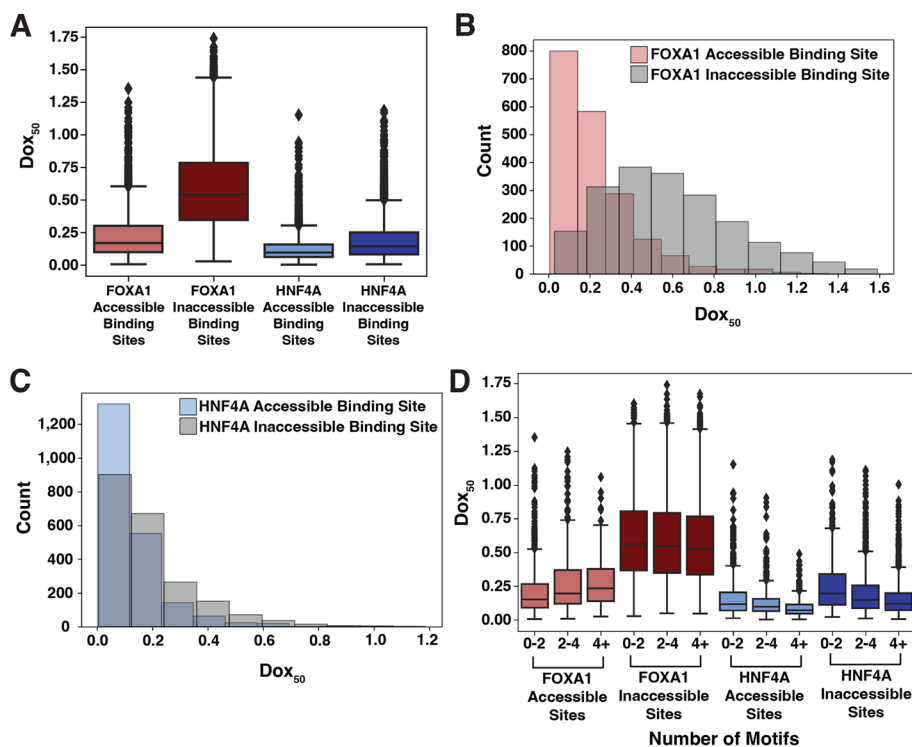 A
Dox50
1.75
1.50
1.25
1.00
0.75
0.50
0.25
0.00
FOXA1
Accessible
Binding
Sites
FOXA1
Inaccessible
Binding
Sites
HNF4A
Accessible
Binding
Sites
HNF4A
Inaccessible
Binding
Sites
B
FOXA1 Accessible Binding Site
FOXA1 Inaccessible Binding Site
Count
800
700
600
500
400
300
200
100
0
0.0 0.2 0.4 0.6 0.8 1.0 1.2 1.4 1.6
Dox50
C
HNF4A Accessible Binding Site
HNF4A Inaccessible Binding Site
Count
1,200
1,000
800
600
400
200
0
0.0 0.2 0.4 0.6 0.8 1.0 1.2
Dox50
D
Dox50
1.75
1.50
1.25
1.00
0.75
0.50
0.25
0.00
0-2 2-4 4+ 0-2 2-4 4+ 0-2 2-4 4+ 0-2 2-4 4+
FOXA1
Accessible
Sites
FOXA1
Inaccessible
Sites
HNF4A
Accessible
Sites
HNF4A
Inaccessible
Sites
Number of Motifs